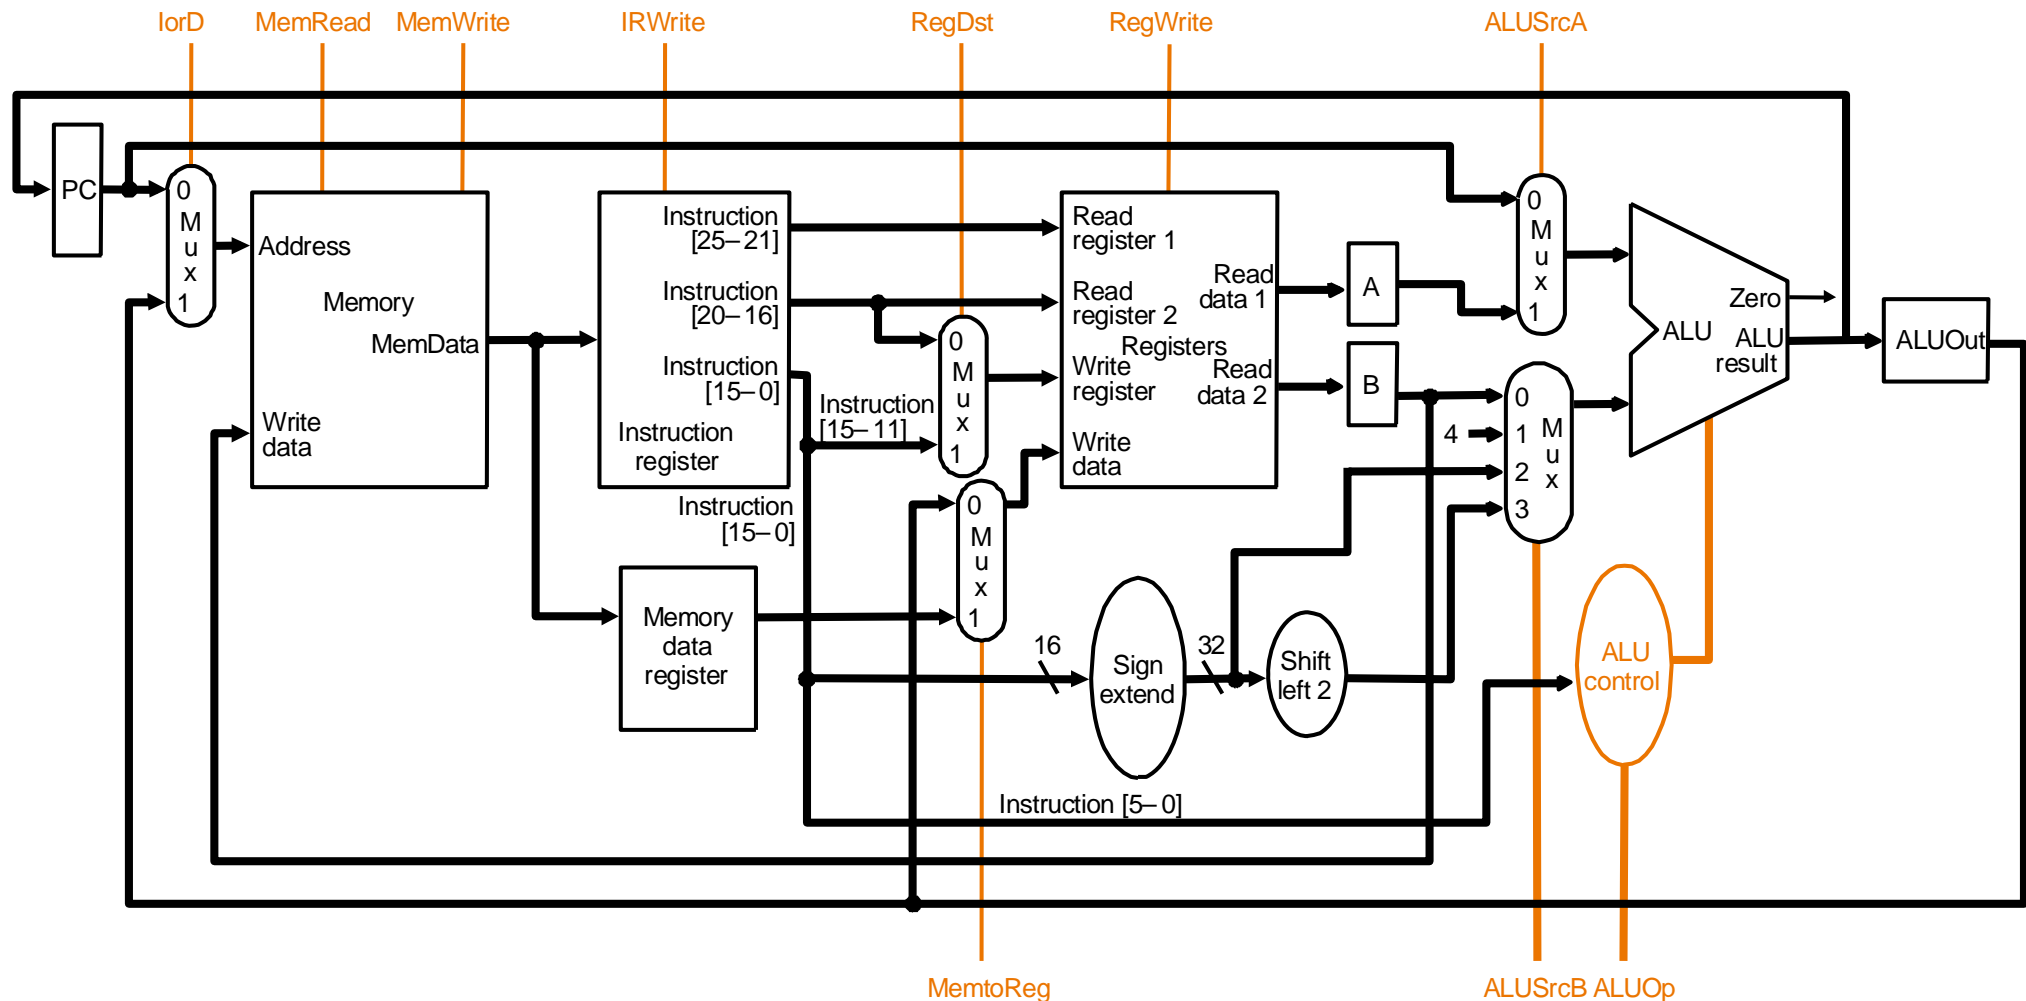 IorD
MemRead
MemWrite
IRWrite
RegDst
RegWrite
ALUSrcA
PC
0
M
u
x
1
Address
Memory
MemData
Write
data
Instruction
[25–21]
Instruction
[20–16]
Instruction
[15–0]
Instruction
register
Instruction
[15–0]
Instruction
[15–11]
Memory
data
register
0
M
u
x
1
0
M
u
x
1
Read
register 1
Read
register 2
Registers
Write
register
Write
data
Read
data 1
Read
data 2
16
Sign
extend
32
Shift
left 2
Instruction [5–0]
A
B
4
0
M
u
x
1
0
1
2
3
M
u
x
Zero
ALU
ALU
result
ALUOut
ALU
control
MemtoReg
ALUSrcB
ALUOp